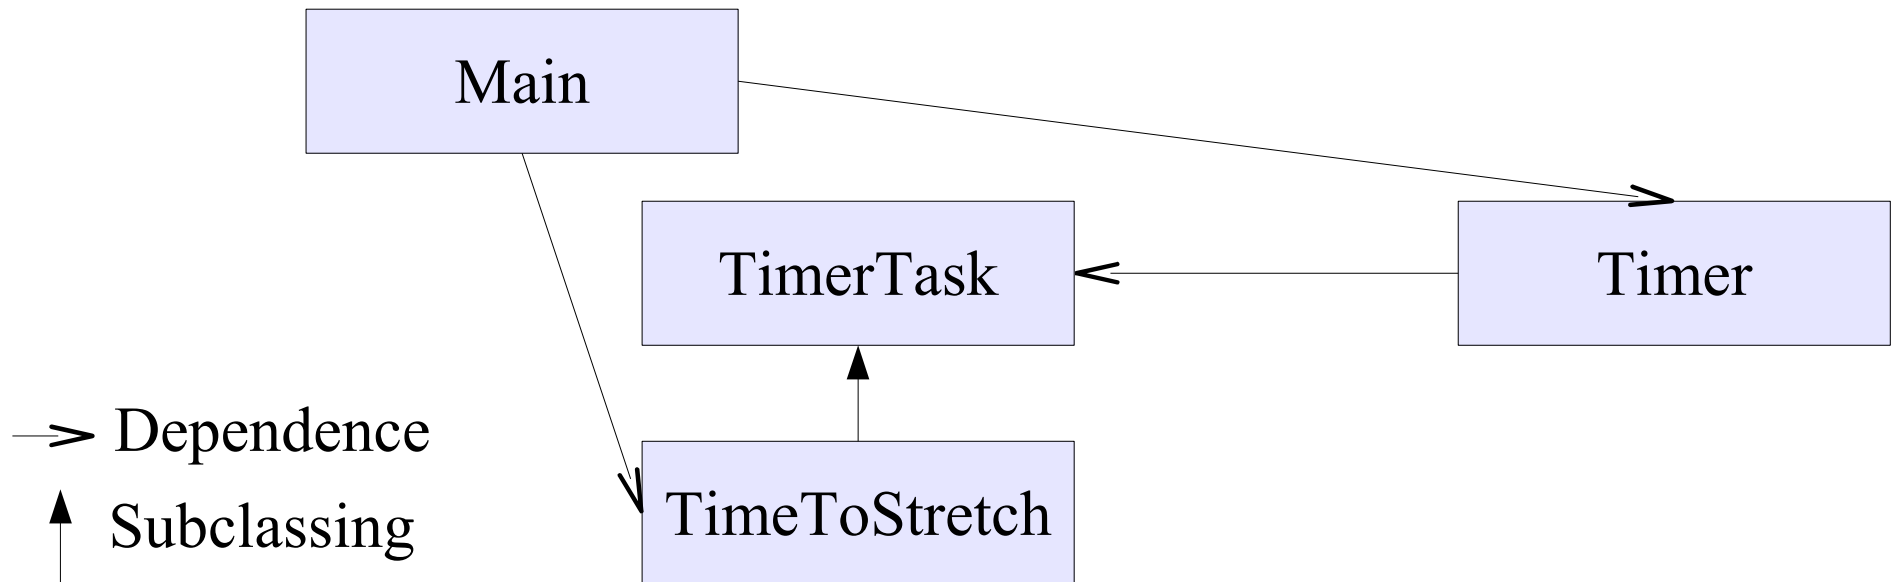 Main
TimerTask
Timer
Dependence
TimeToStretch
Subclassing